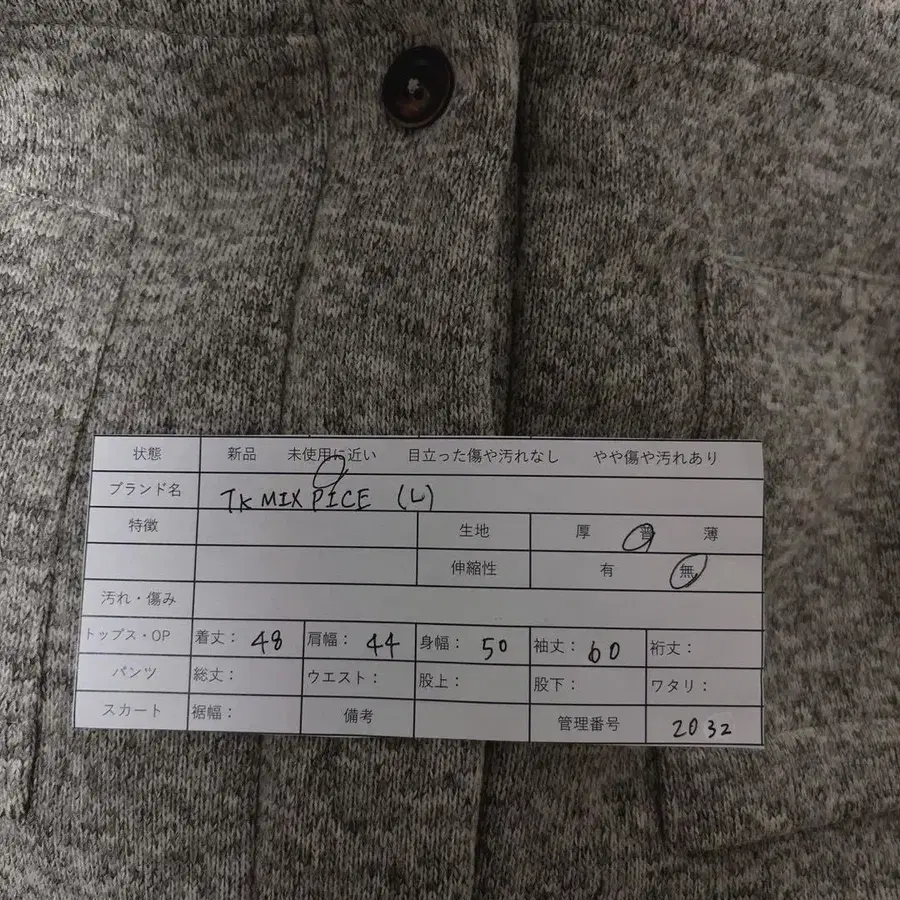 状態 新品 未使用に近い 目立った傷や汚れなし やや傷や汚れあり
ブランド名 TK MIX PICE (L)
特徴 生地 厚 普 薄
伸縮性 有 無
汚れ・傷み
トップス・OP 着丈： 48 肩幅： 44 身幅： 50 袖丈： 60 裄丈：
パンツ 総丈： ウエスト： 股上： 股下： ワタリ：
スカート 裾幅： 備考 管理番号 2032